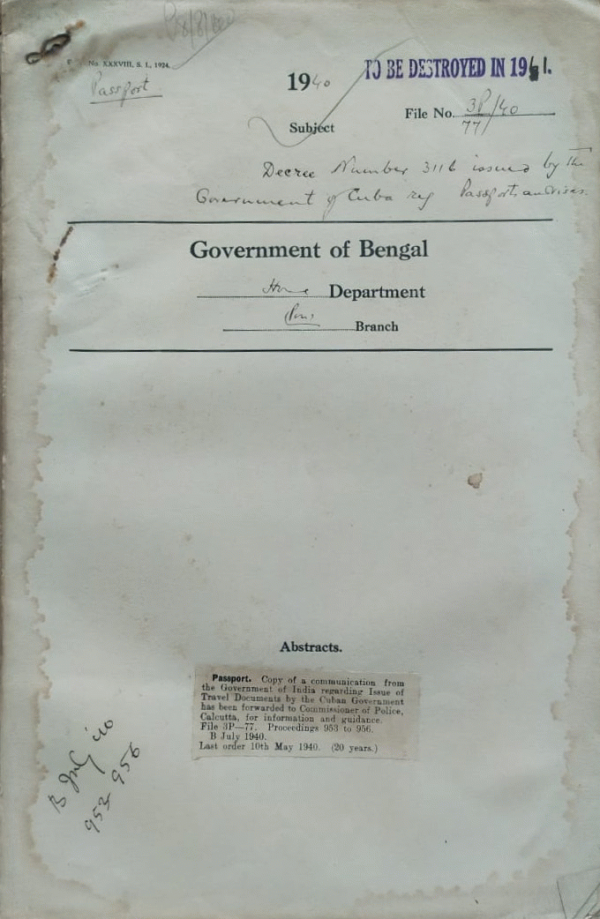 No. XXXVIII, S. I., 1934.
Passport
1940
TO BE DESTROYED IN 1961.
File No. 3P/40
77
Subject
Decree Number 3116 issued by the
Government of Cuba reg Passports and visas.
Government of Bengal
Home Department
Branch
Abstracts.
Passport. Copy of a communication from
the Government of India regarding Issue of
Travel Documents by the Cuban Government
has been forwarded to Commissioner of Police,
Calcutta, for information and guidance.
File 3P—77. Proceedings 953 to 956.
B July 1940.
Last order 10th May 1940. (20 years.)
B July '40
953-956